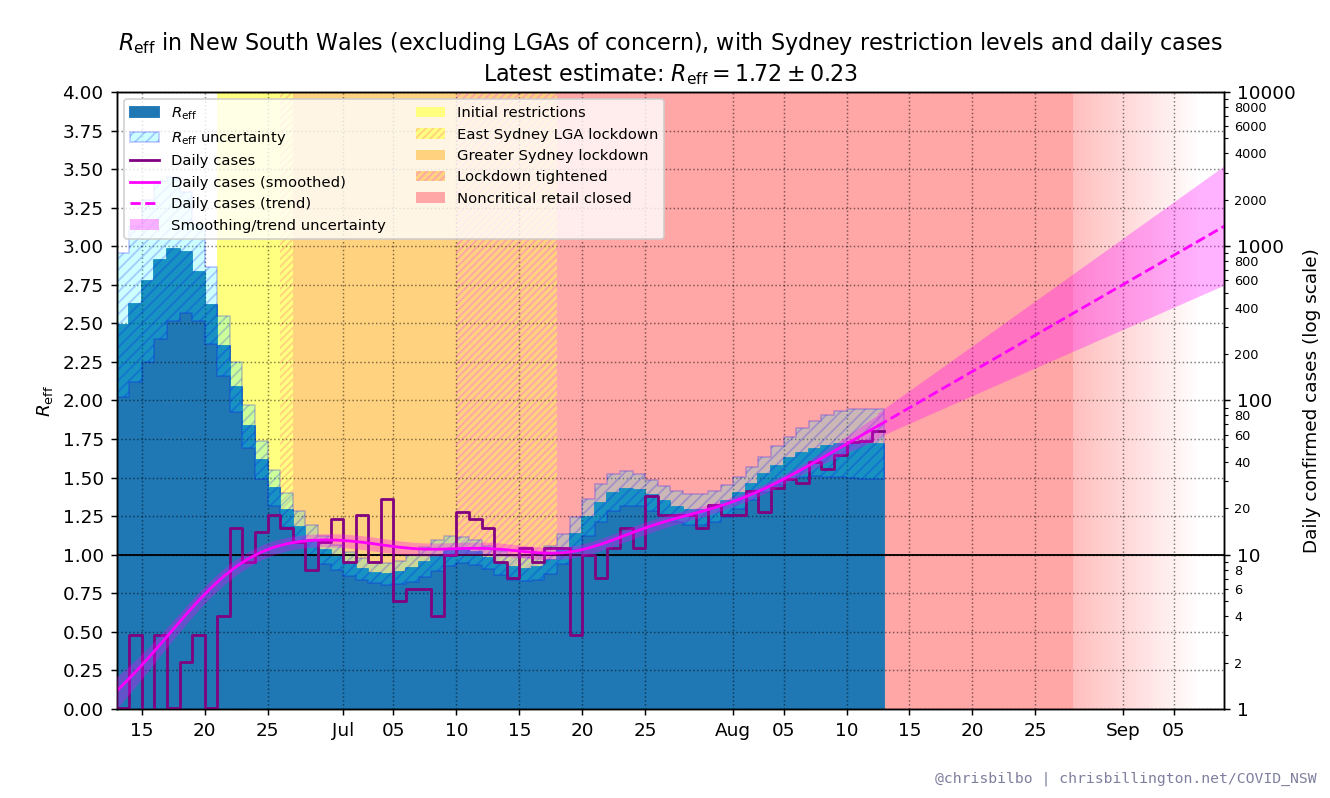 R_eff in New South Wales (excluding LGAs of concern), with Sydney restriction levels and daily cases
Latest estimate: R_eff = 1.72 ± 0.23
R_eff
R_eff uncertainty
Daily cases
Daily cases (smoothed)
Daily cases (trend)
Smoothing/trend uncertainty
Initial restrictions
East Sydney LGA lockdown
Greater Sydney lockdown
Lockdown tightened
Noncritical retail closed
R_eff
4.00
3.75
3.50
3.25
3.00
2.75
2.50
2.25
2.00
1.75
1.50
1.25
1.00
0.75
0.50
0.25
0.00
10000
8000
6000
4000
2000
1000
800
600
400
200
100
80
60
40
20
10
8
6
4
2
1
Daily confirmed cases (log scale)
15 20 25 Jul 05 10 15 20 25 Aug 05 10 15 20 25 Sep 05
@chrisbilbo | chrisbillington.net/COVID_NSW